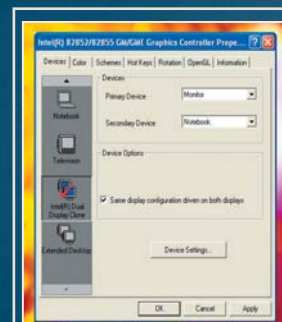 Intel(R) 82852/82855 GM/GME Graphics Controller Prope...
Devices Color Schemes Hot Keys Rotation OpenGL Information
Notebook
Television
Intel(R) Dual
Display Clone
Extended Desktop
Devices
Primary Device Monitor
Secondary Device Notebook
Device Options
Same display configuration driven on both displays
Device Settings...
OK Cancel Apply